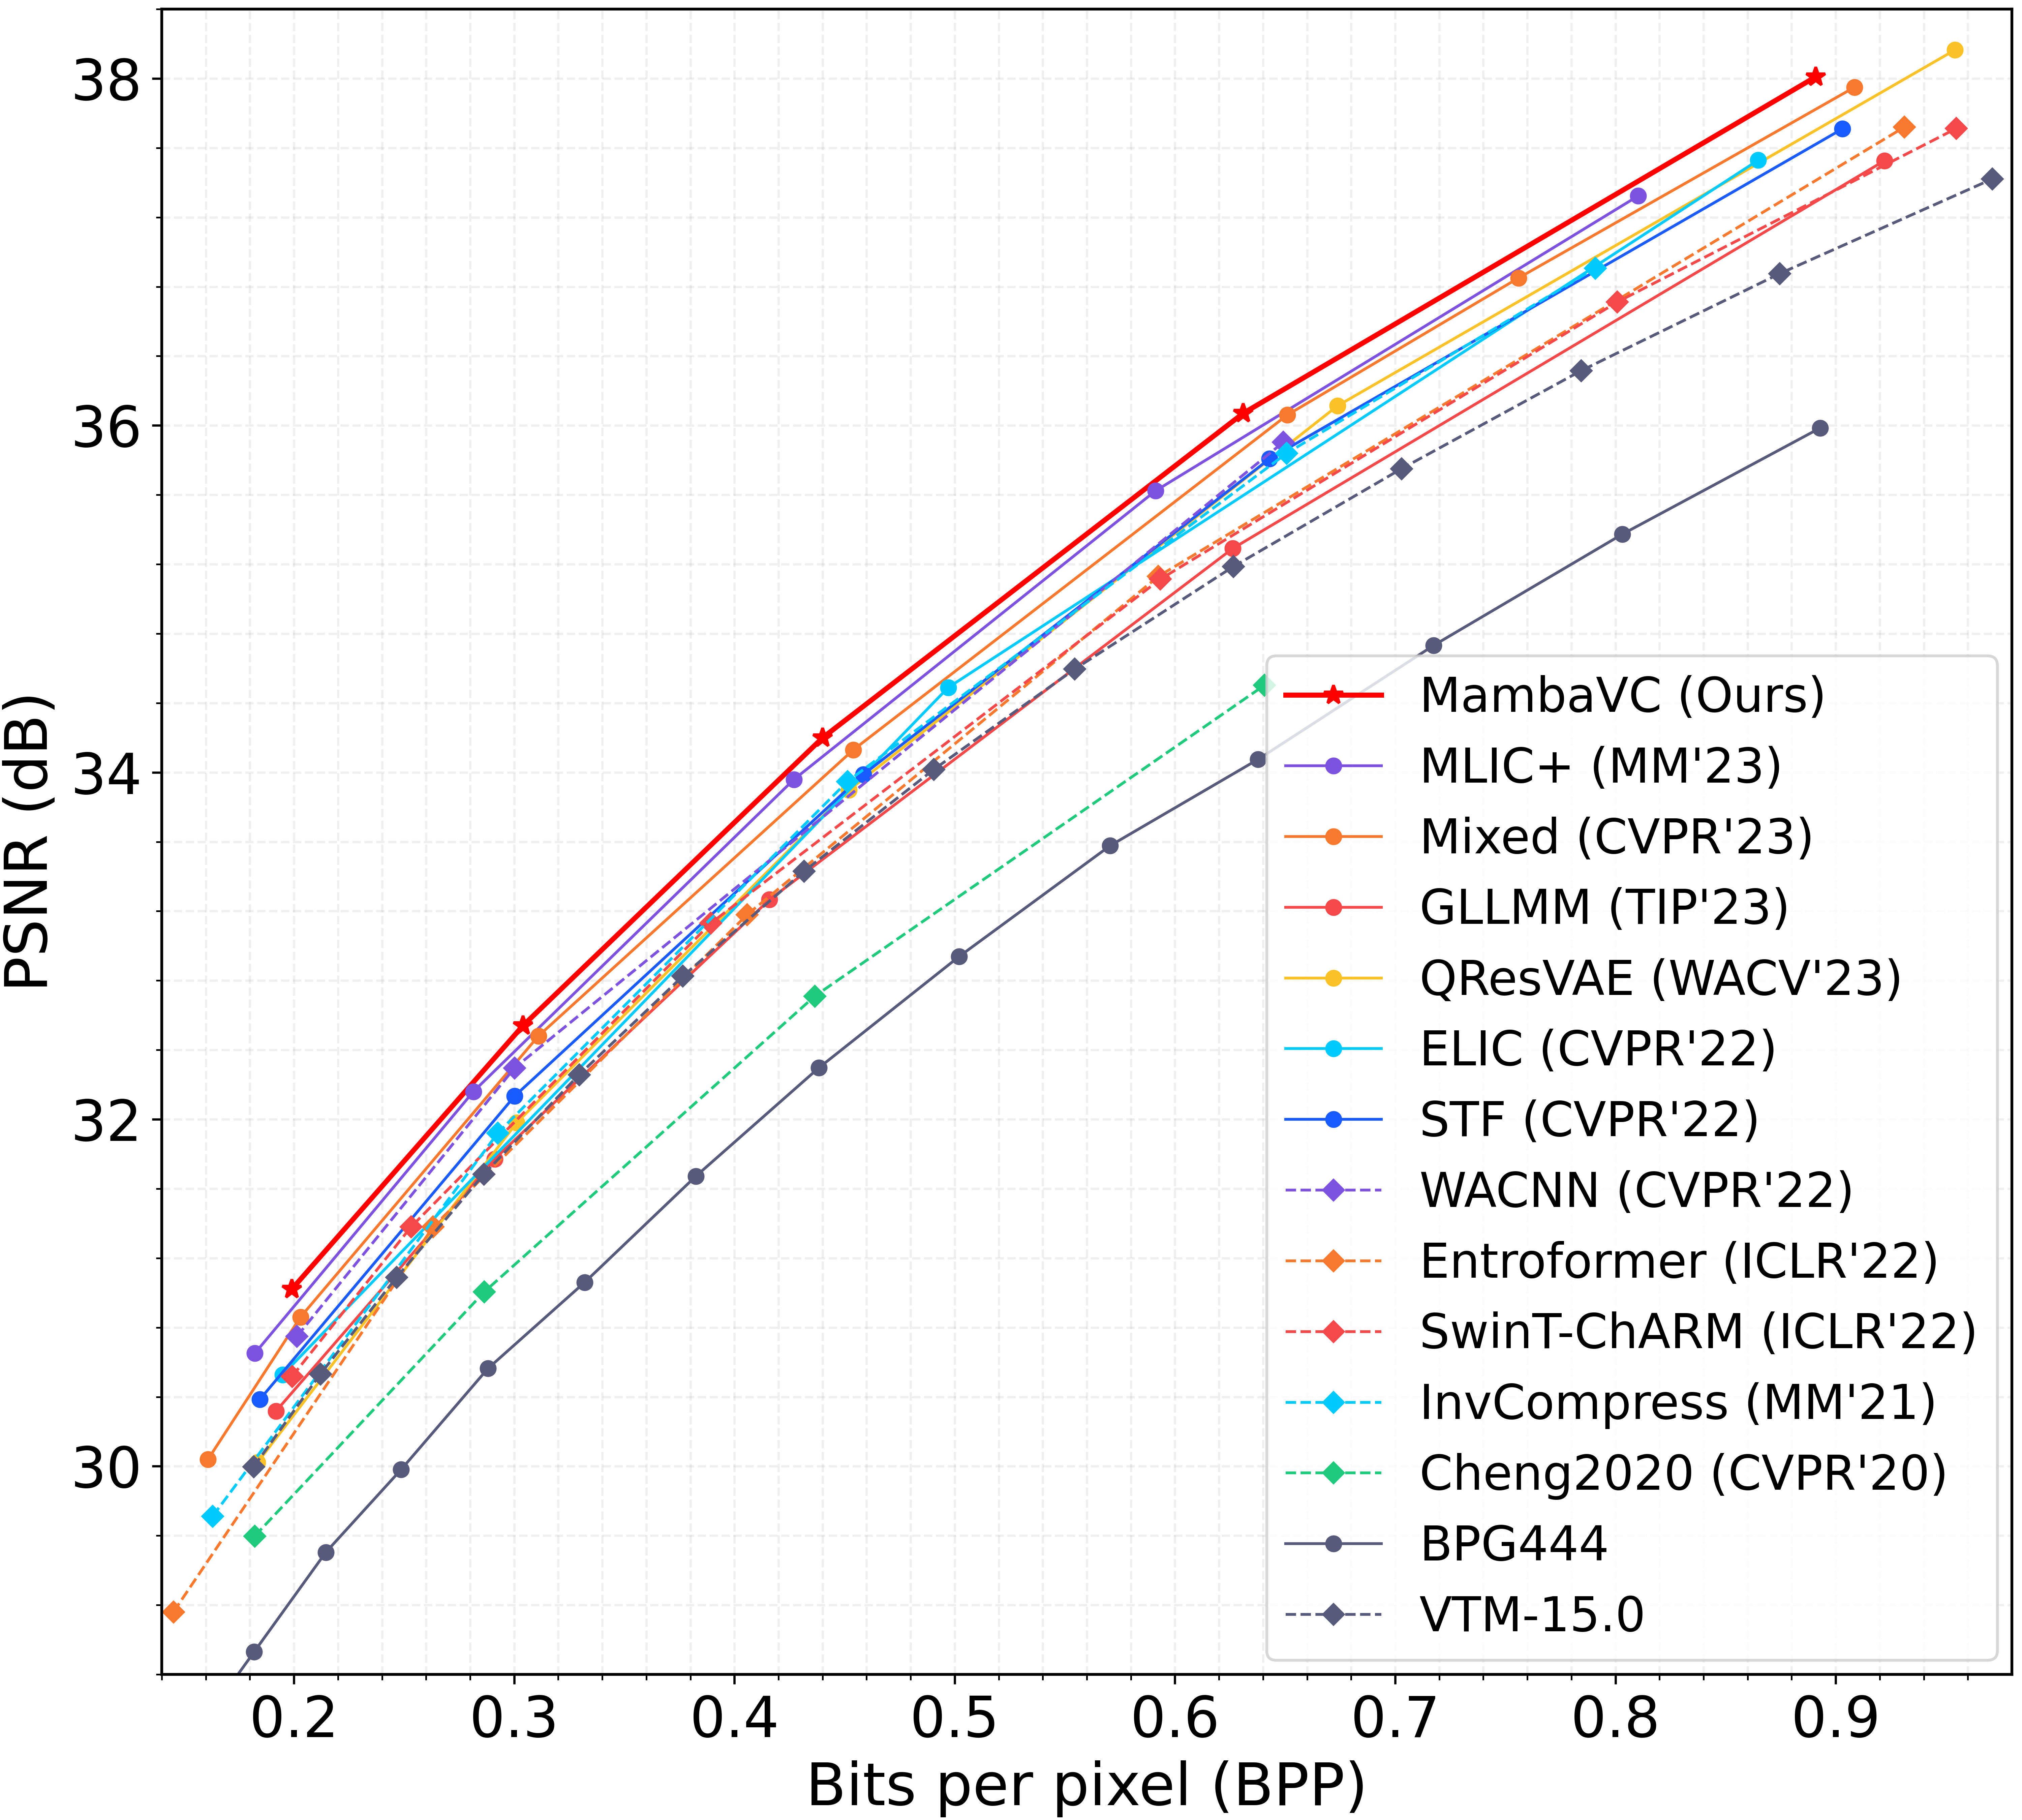 38
36
34
32
30
PSNR (dB)
MambaVC (Ours)
MLIC+ (MM'23)
Mixed (CVPR'23)
GLLMM (TIP'23)
QResVAE (WACV'23)
ELIC (CVPR'22)
STF (CVPR'22)
WACNN (CVPR'22)
Entroformer (ICLR'22)
SwinT-ChARM (ICLR'22)
InvCompress (MM'21)
Cheng2020 (CVPR'20)
BPG444
VTM-15.0
0.2 0.3 0.4 0.5 0.6 0.7 0.8 0.9
Bits per pixel (BPP)